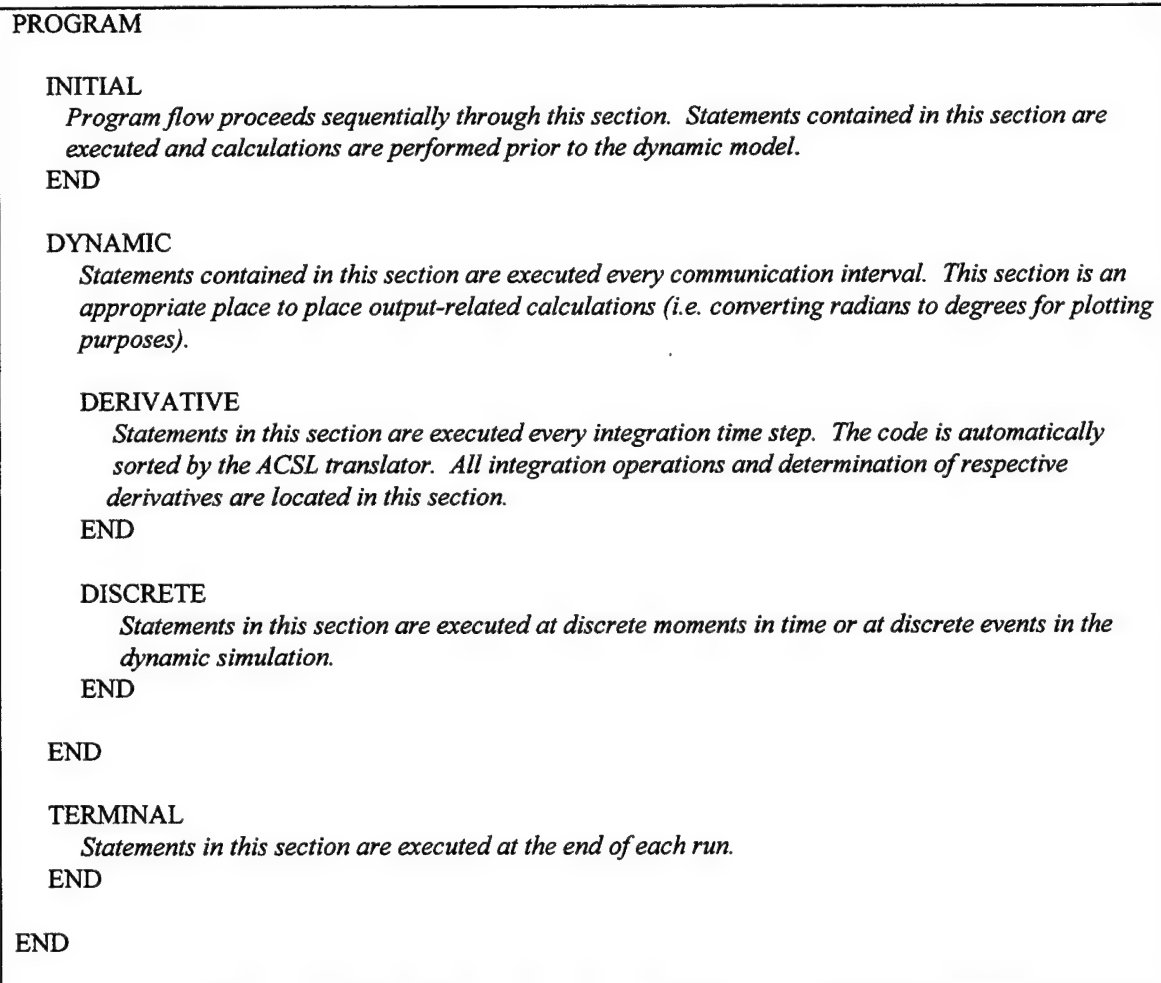 PROGRAM
INITIAL
Program flow proceeds sequentially through this section. Statements contained in this section are
executed and calculations are performed prior to the dynamic model.
END
DYNAMIC
Statements contained in this section are executed every communication interval. This section is an
appropriate place to place output-related calculations (i.e. converting radians to degrees for plotting
purposes).
DERIVATIVE
Statements in this section are executed every integration time step. The code is automatically
sorted by the ACSL translator. All integration operations and determination of respective
derivatives are located in this section.
END
DISCRETE
Statements in this section are executed at discrete moments in time or at discrete events in the
dynamic simulation.
END
END
TERMINAL
Statements in this section are executed at the end of each run.
END
END